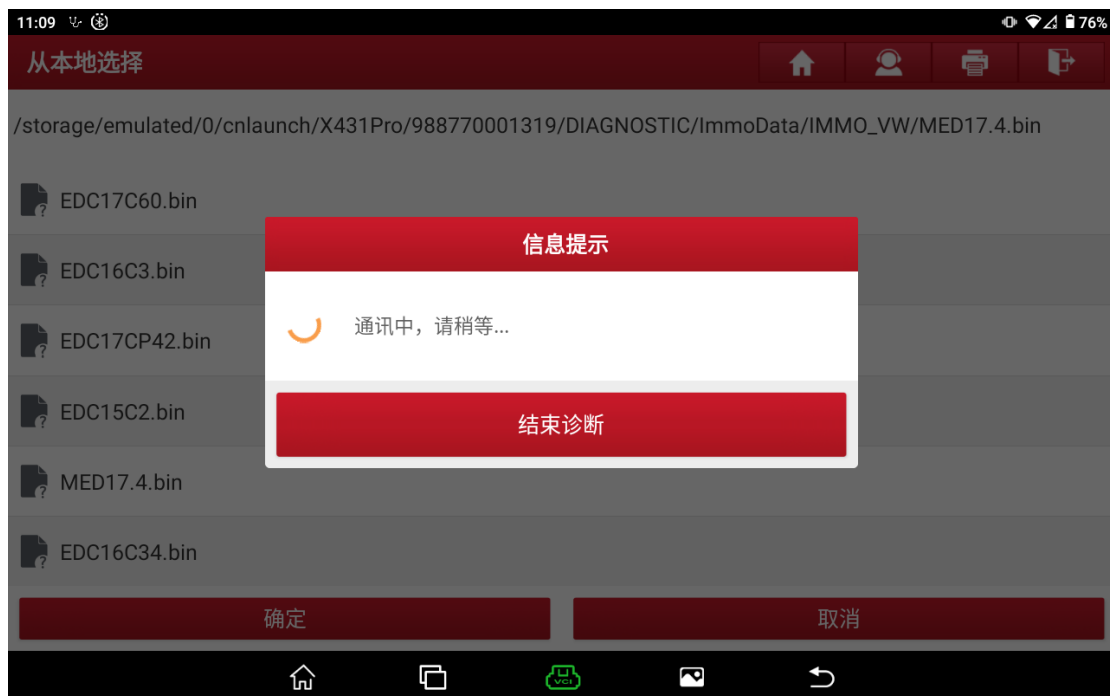 11:09
76%
从本地选择
/storage/emulated/0/cnlaunch/X431Pro/988770001319/DIAGNOSTIC/ImmoData/IMMO_VW/MED17.4.bin
EDC17C60.bin
信息提示
EDC16C3.bin
通讯中，请稍等...
EDC17CP42.bin
EDC15C2.bin
结束诊断
MED17.4.bin
EDC16C34.bin
确定
取消
VCI